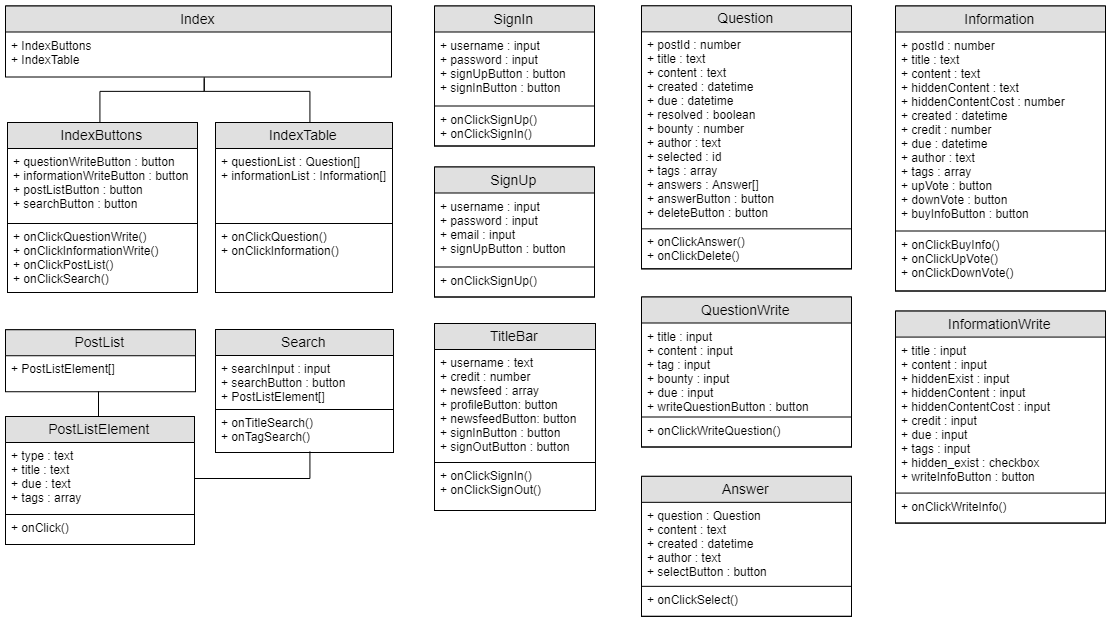 Index
+ IndexButtons
+ IndexTable
IndexButtons
+ questionWriteButton : button
+ informationWriteButton : button
+ postListButton : button
+ searchButton : button
+ onClickQuestionWrite()
+ onClickInformationWrite()
+ onClickPostList()
+ onClickSearch()
IndexTable
+ questionList : Question[]
+ informationList : Information[]
+ onClickQuestion()
+ onClickInformation()
PostList
+ PostListElement[]
PostListElement
+ type : text
+ title : text
+ due : text
+ tags : array
+ onClick()
Search
+ searchInput : input
+ searchButton : button
+ PostListElement[]
+ onTitleSearch()
+ onTagSearch()
SignIn
+ username : input
+ password : input
+ signUpButton : button
+ signInButton : button
+ onClickSignUp()
+ onClickSignIn()
SignUp
+ username : input
+ password : input
+ email : input
+ signUpButton : button
+ onClickSignUp()
TitleBar
+ username : text
+ credit : number
+ newsfeed : array
+ profileButton: button
+ newsfeedButton: button
+ signInButton : button
+ signOutButton : button
+ onClickSignIn()
+ onClickSignOut()
Question
+ postId : number
+ title : text
+ content : text
+ created : datetime
+ due : datetime
+ resolved : boolean
+ bounty : number
+ author : text
+ selected : id
+ tags : array
+ answers : Answer[]
+ answerButton : button
+ deleteButton : button
+ onClickAnswer()
+ onClickDelete()
QuestionWrite
+ title : input
+ content : input
+ tag : input
+ bounty : input
+ due : input
+ writeQuestionButton : button
+ onClickWriteQuestion()
Answer
+ question : Question
+ content : text
+ created : datetime
+ author : text
+ selectButton : button
+ onClickSelect()
Information
+ postId : number
+ title : text
+ content : text
+ hiddenContent : text
+ hiddenContentCost : number
+ created : datetime
+ credit : number
+ due : datetime
+ author : text
+ tags : array
+ upVote : button
+ downVote : button
+ buyInfoButton : button
+ onClickBuyInfo()
+ onClickUpVote()
+ onClickDownVote()
InformationWrite
+ title : input
+ content : input
+ hiddenExist : input
+ hiddenContent : input
+ hiddenContentCost : input
+ credit : input
+ due : input
+ tags : input
+ hidden_exist : checkbox
+ writeInfoButton : button
+ onClickWriteInfo()